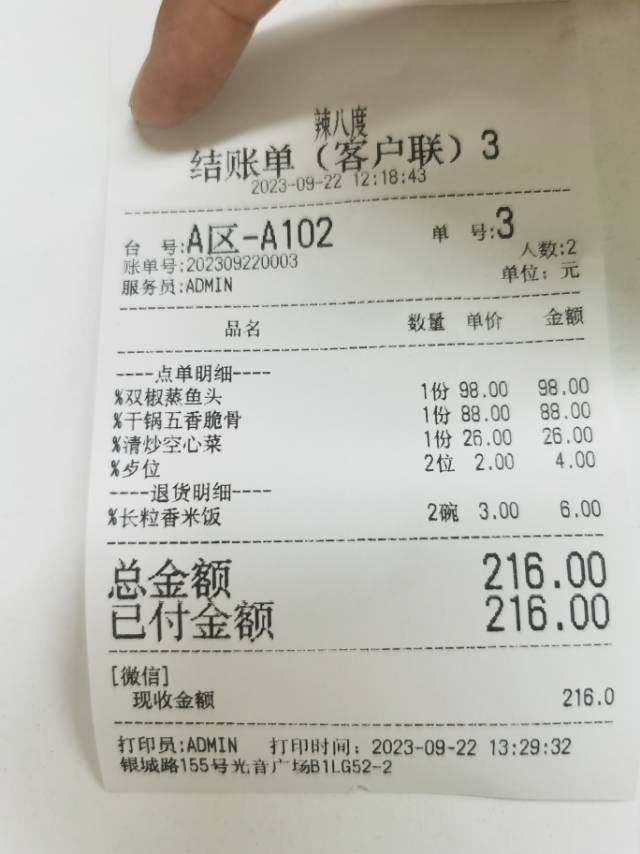 辣八度
结账单（客户联）3
2023-09-22 12:18:43
台 号:A区-A102 单 号:3
账单号:202309220003 人数:2
服务员:ADMIN 单位：元
品名 数量 单价 金额
----点单明细----
%双椒蒸鱼头 1份 98.00 98.00
%干锅五香脆骨 1份 88.00 88.00
%清炒空心菜 1份 26.00 26.00
%歺位 2位 2.00 4.00
----退货明细----
%长粒香米饭 2碗 3.00 6.00
总金额 216.00
已付金额 216.00
[微信]
现收金额 216.0
打印员:ADMIN 打印时间：2023-09-22 13:29:32
银城路155号光音广场B1LG52-2